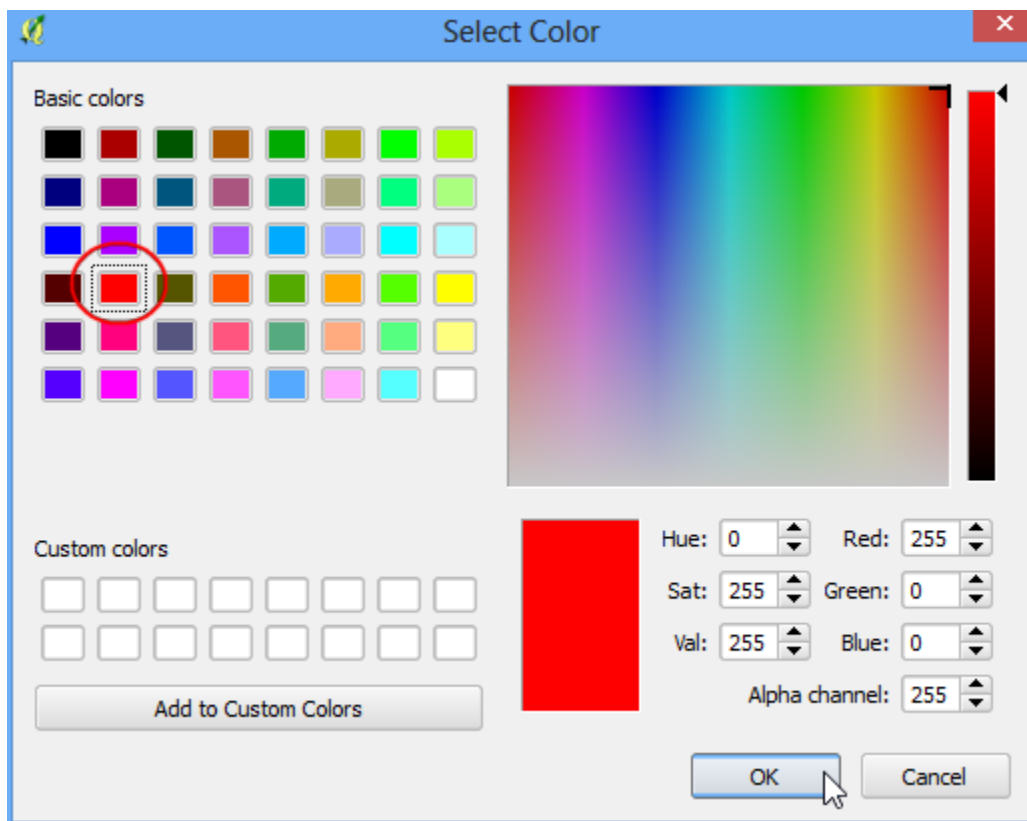 Select Color
Basic colors
Custom colors
Add to Custom Colors
Hue: 0 Red: 255
Sat: 255 Green: 0
Val: 255 Blue: 0
Alpha channel: 255
OK Cancel